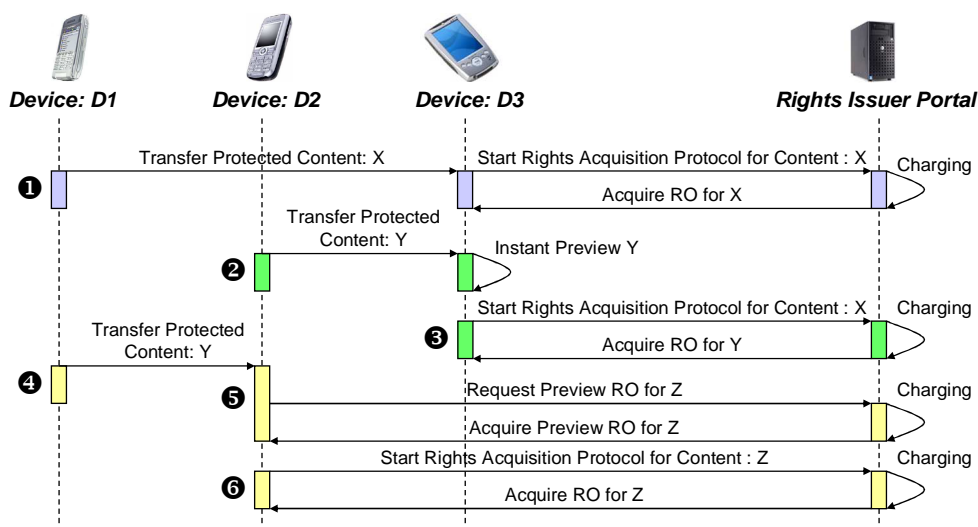 Device: D1
Device: D2
Device: D3
Rights Issuer Portal
Transfer Protected Content: X
Start Rights Acquisition Protocol for Content : X
Charging
❶
Acquire RO for X
Transfer Protected
Content: Y
❷
Instant Preview Y
Start Rights Acquisition Protocol for Content : X
Charging
❸
Acquire RO for Y
Transfer Protected
Content: Y
❹
❺
Request Preview RO for Z
Charging
Acquire Preview RO for Z
Start Rights Acquisition Protocol for Content : Z
Charging
❻
Acquire RO for Z